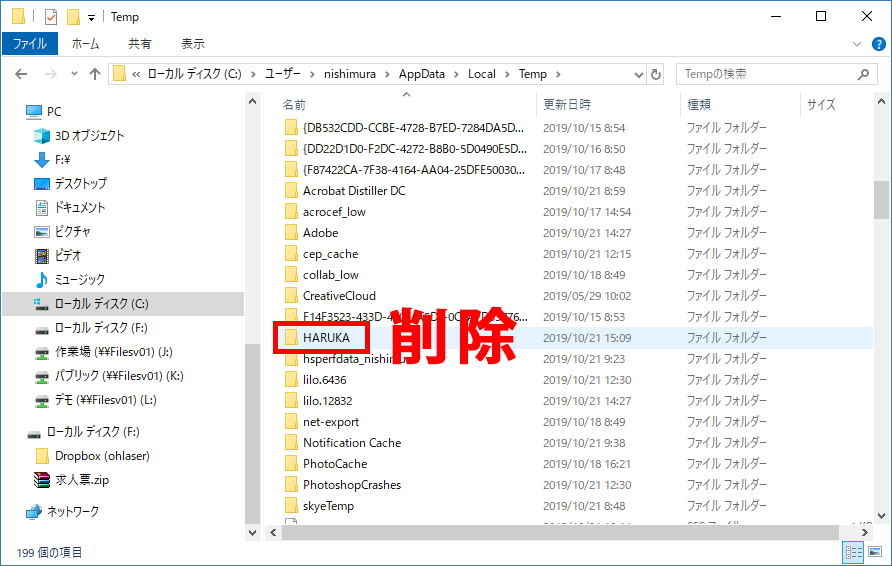 Temp
ファイル ホーム 共有 表示
« ローカル ディスク (C:) › ユーザー › nishimura › AppData › Local › Temp › Tempの検索
名前 更新日時 種類 サイズ
PC
3D オブジェクト
F:¥
デスクトップ
ドキュメント
ピクチャ
ビデオ
ミュージック
ローカル ディスク (C:)
ローカル ディスク (F:)
作業場 (¥¥Filesv01) (J:)
パブリック (¥¥Filesv01) (K:)
デモ (¥¥Filesv01) (L:)
ローカル ディスク (F:)
Dropbox (ohlaser)
求人票.zip
ネットワーク
{DB532CDD-CCBE-4728-B7ED-7284DA5D... 2019/10/15 8:54 ファイル フォルダー
{DD22D1D0-F2DC-4272-B8B0-5D0490E5D... 2019/10/16 8:50 ファイル フォルダー
{F87422CA-7F38-4164-AA04-25DFE50030... 2019/10/17 8:48 ファイル フォルダー
Acrobat Distiller DC 2019/10/21 8:59 ファイル フォルダー
acrocef_low 2019/10/17 14:54 ファイル フォルダー
Adobe 2019/10/21 14:27 ファイル フォルダー
cep_cache 2019/10/21 12:15 ファイル フォルダー
collab_low 2019/10/18 8:49 ファイル フォルダー
CreativeCloud 2019/05/29 10:02 ファイル フォルダー
2019/10/15 8:53 ファイル フォルダー
HARUKA 2019/10/21 15:09 ファイル フォルダー
削除
2019/10/21 9:23 ファイル フォルダー
lilo.6436 2019/10/21 12:30 ファイル フォルダー
lilo.12832 2019/10/21 14:27 ファイル フォルダー
net-export 2019/10/18 8:49 ファイル フォルダー
Notification Cache 2019/10/21 9:38 ファイル フォルダー
PhotoCache 2019/10/18 16:21 ファイル フォルダー
PhotoshopCrashes 2019/10/21 12:30 ファイル フォルダー
skyeTemp 2019/10/21 8:48 ファイル フォルダー
199 個の項目